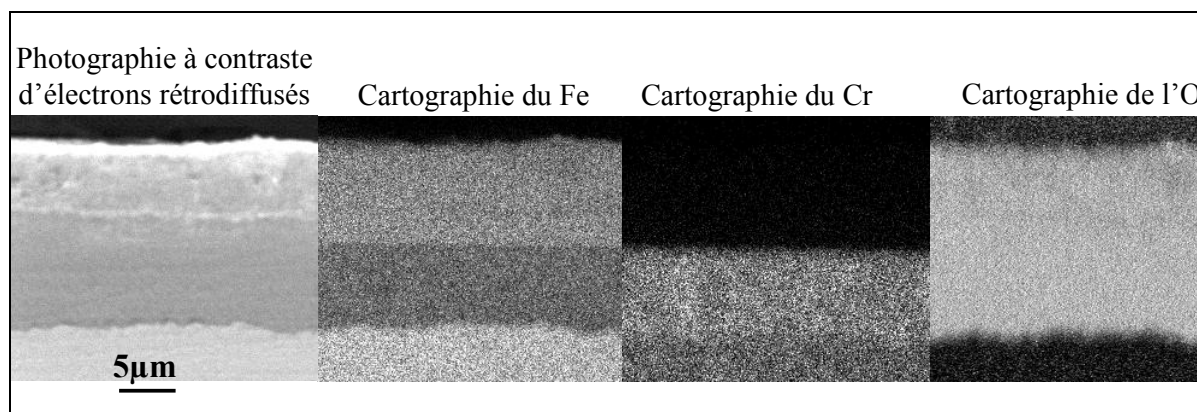 Photographie à contraste
d’électrons rétrodiffusés
Cartographie du Fe
Cartographie du Cr
Cartographie de l’O
5µm